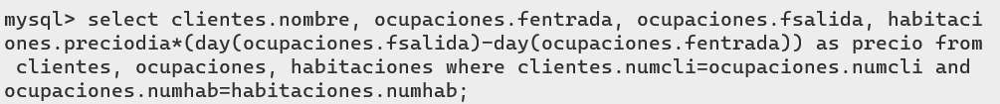 mysql> select clientes.nombre, ocupaciones.fentrada, ocupaciones.fsalida, habitaci
ones.preciodia*(day(ocupaciones.fsalida)-day(ocupaciones.fentrada)) as precio from
 clientes, ocupaciones, habitaciones where clientes.numcli=ocupaciones.numcli and
ocupaciones.numhab=habitaciones.numhab;